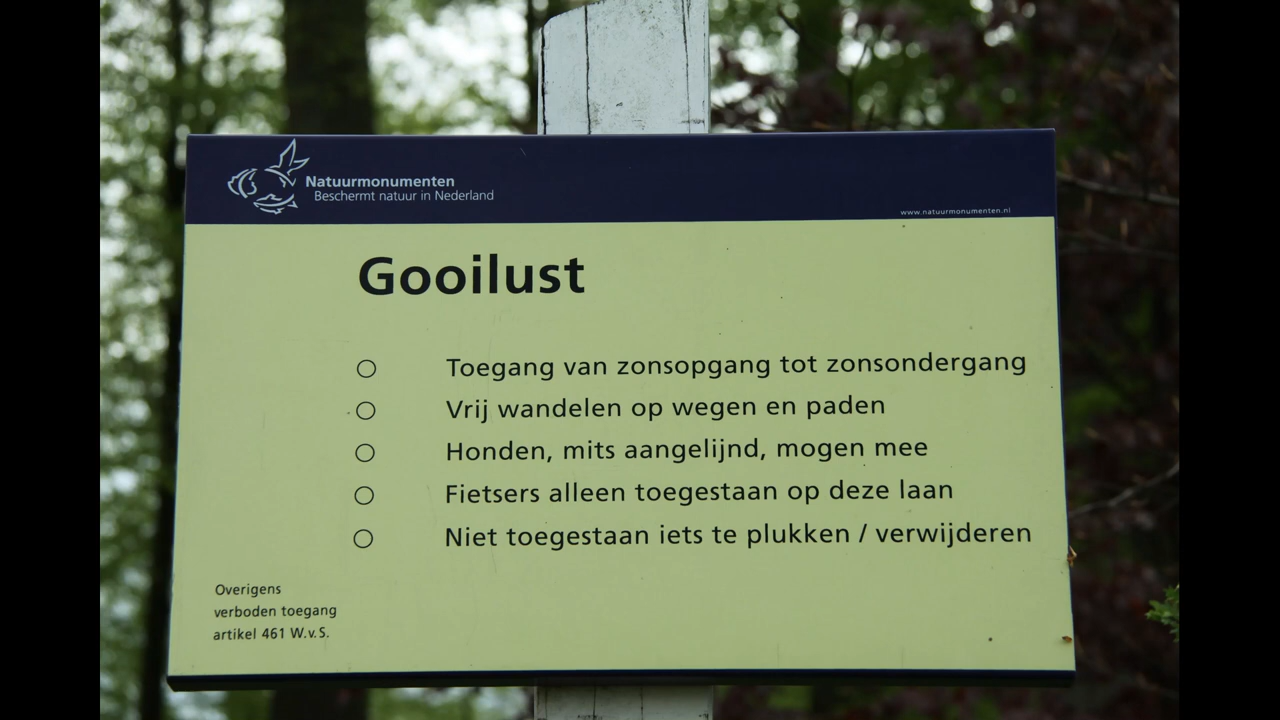 Natuurmonumenten
Beschermt natuur in Nederland
www.natuurmonumenten.nl
Gooilust
Toegang van zonsopgang tot zonsondergang
Vrij wandelen op wegen en paden
Honden, mits aangelijnd, mogen mee
Fietsers alleen toegestaan op deze laan
Niet toegestaan iets te plukken / verwijderen
Overigens
verboden toegang
artikel 461 W.v.S.